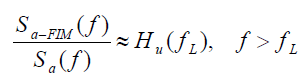 S_{a-FIM}(f) / S_a(f) ≈ H_u(f_L),   f > f_L